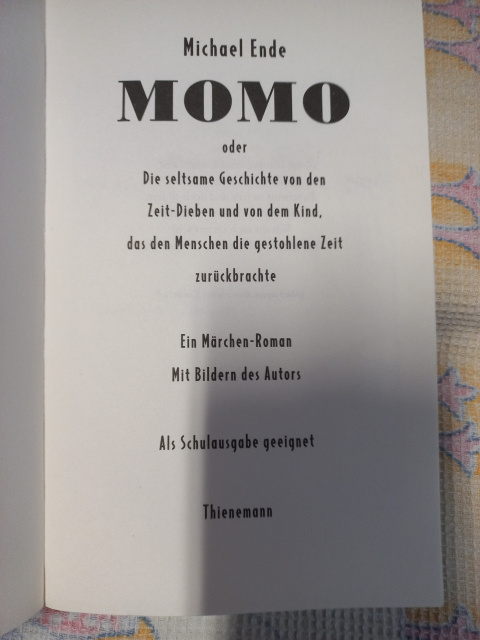 Michael Ende
MOMO
oder
Die seltsame Geschichte von den
Zeit-Dieben und von dem Kind,
das den Menschen die gestohlene Zeit
zurückbrachte
Ein Märchen-Roman
Mit Bildern des Autors
Als Schulausgabe geeignet
Thienemann